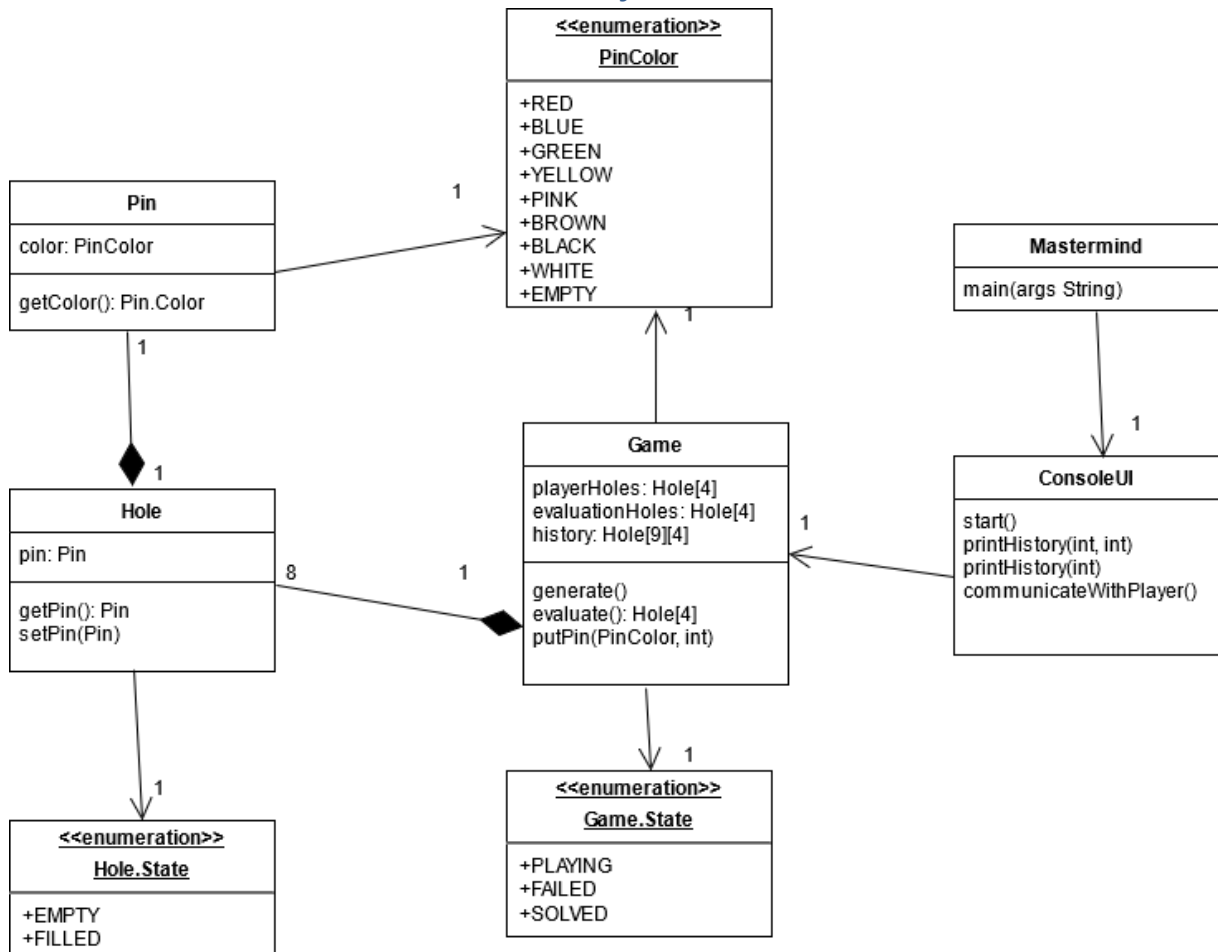 <<enumeration>>
PinColor
+RED
+BLUE
+GREEN
+YELLOW
+PINK
+BROWN
+BLACK
+WHITE
+EMPTY
Pin
color: PinColor
getColor(): Pin.Color
1
1
1
1
Hole
pin: Pin
getPin(): Pin
setPin(Pin)
8
1
1
<<enumeration>>
Hole.State
+EMPTY
+FILLED
Game
playerHoles: Hole[4]
evaluationHoles: Hole[4]
history: Hole[9][4]
generate()
evaluate(): Hole[4]
putPin(PinColor, int)
1
<<enumeration>>
Game.State
+PLAYING
+FAILED
+SOLVED
Mastermind
main(args String)
1
ConsoleUI
start()
printHistory(int, int)
printHistory(int)
communicateWithPlayer()
1